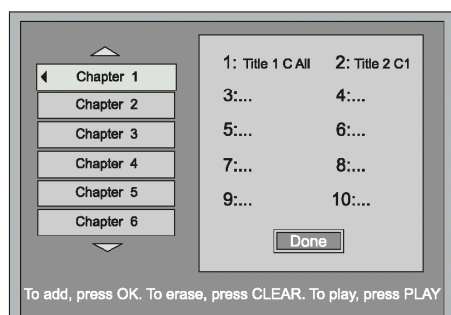 Chapter 1
Chapter 2
Chapter 3
Chapter 4
Chapter 5
Chapter 6
1: Title 1 C All 2: Title 2 C1
3:... 4:...
5:... 6:...
7:... 8:...
9:... 10:...
Done
To add, press OK. To erase, press CLEAR. To play, press PLAY